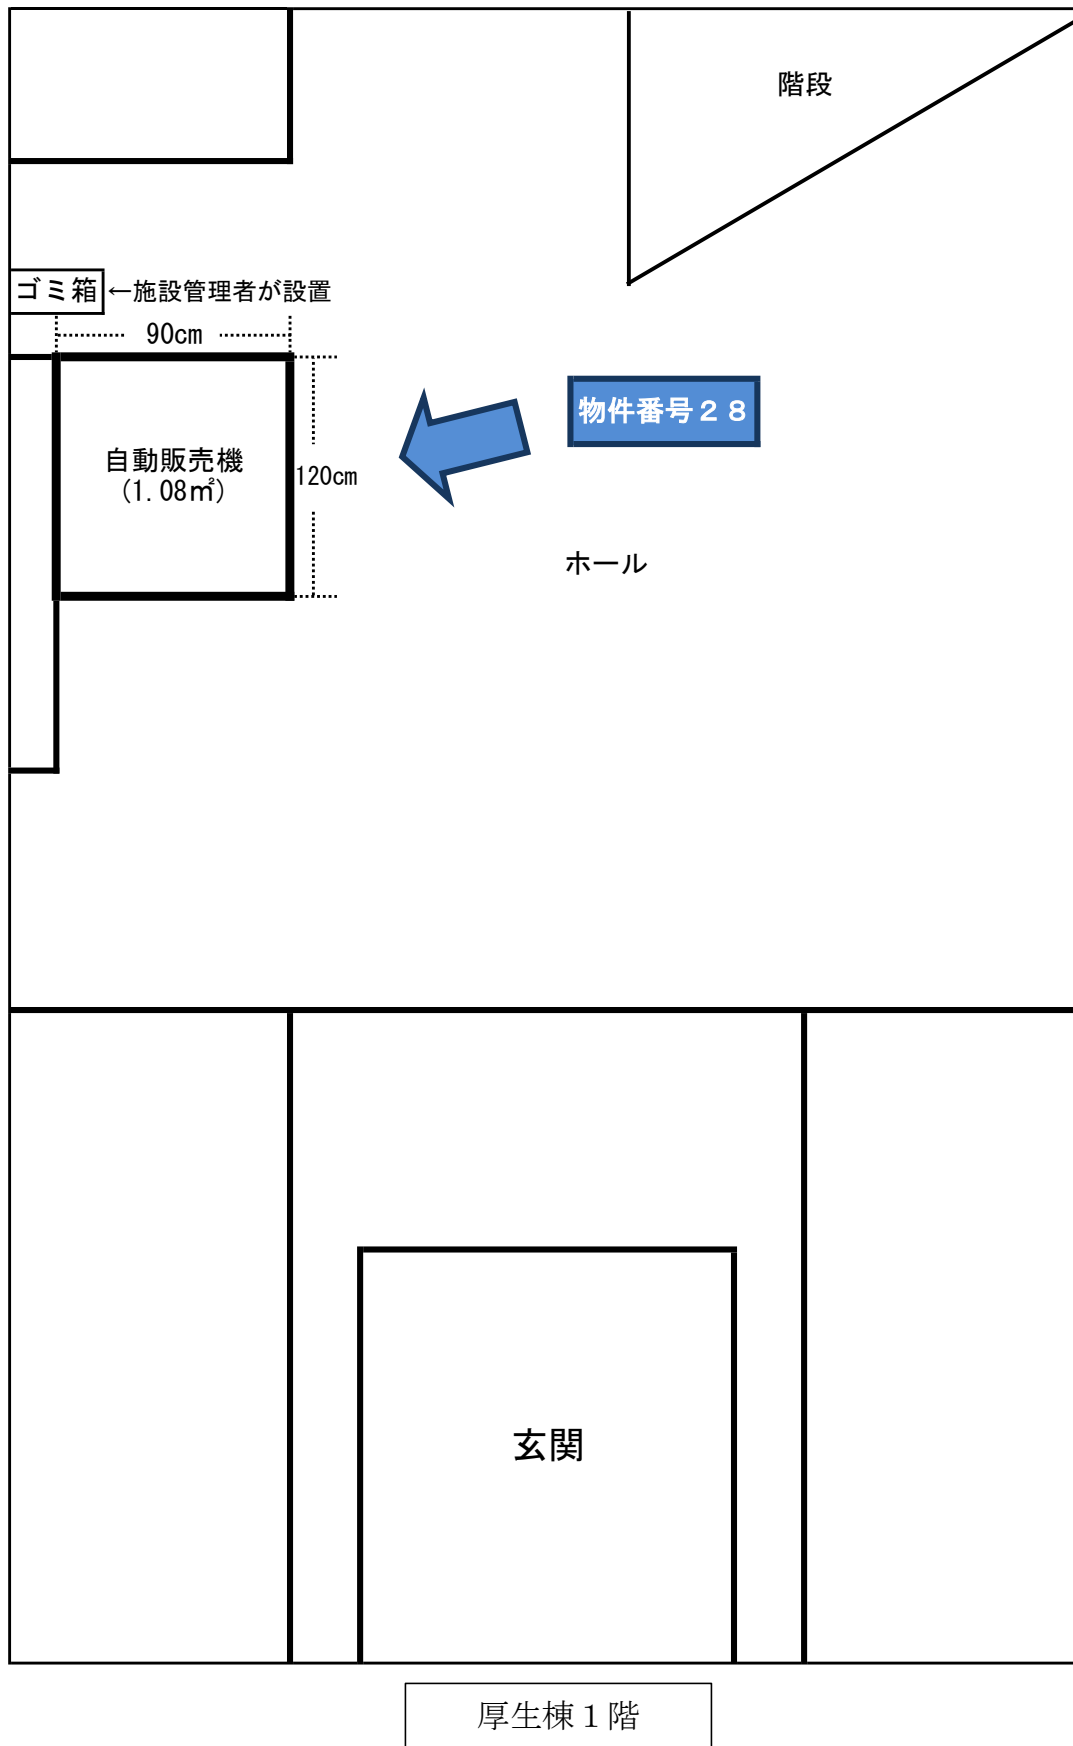 階段
ゴミ箱
←施設管理者が設置
90cm
物件番号２８
自動販売機
(1.08㎡)
120cm
ホール
玄関
厚生棟１階